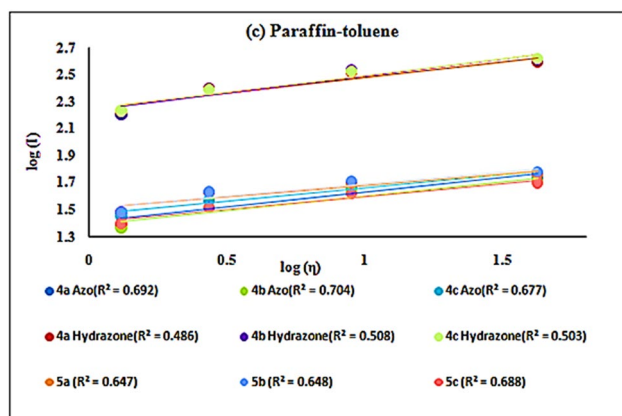 (c) Paraffin-toluene
2.7
2.5
2.3
2.1
1.9
1.7
1.5
1.3
log (I)
0
0.5
1
1.5
log (η)
4a Azo(R² = 0.692)
4b Azo(R² = 0.704)
4c Azo(R² = 0.677)
4a Hydrazone(R² = 0.486)
4b Hydrazone(R² = 0.508)
4c Hydrazone(R² = 0.503)
5a (R² = 0.647)
5b (R² = 0.648)
5c (R² = 0.688)